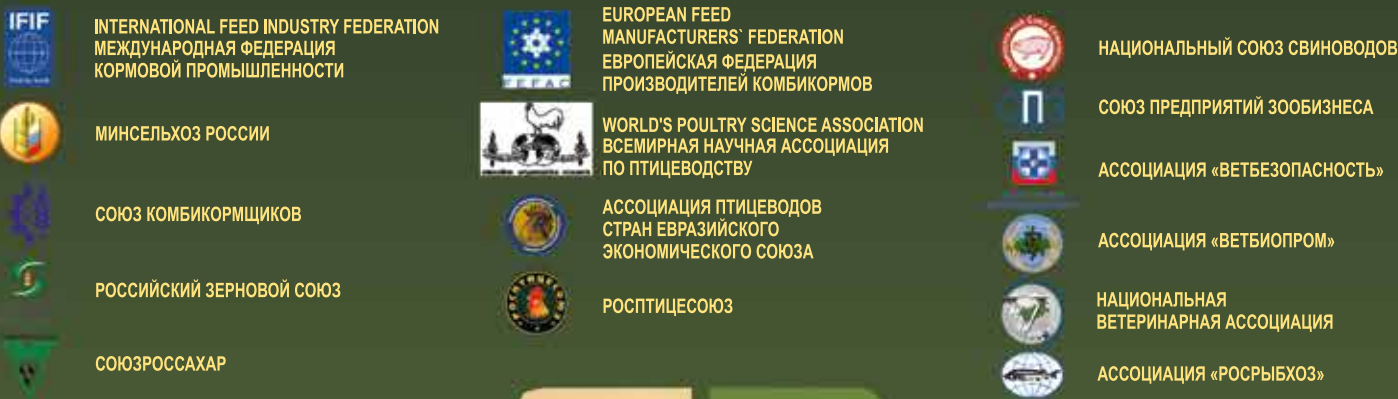 IFIF
INTERNATIONAL FEED INDUSTRY FEDERATION
МЕЖДУНАРОДНАЯ ФЕДЕРАЦИЯ
КОРМОВОЙ ПРОМЫШЛЕННОСТИ
МИНСЕЛЬХОЗ РОССИИ
СОЮЗ КОМБИКОРМЩИКОВ
РОССИЙСКИЙ ЗЕРНОВОЙ СОЮЗ
СОЮЗРОССАХАР
FEFAC
EUROPEAN FEED
MANUFACTURERS` FEDERATION
ЕВРОПЕЙСКАЯ ФЕДЕРАЦИЯ
ПРОИЗВОДИТЕЛЕЙ КОМБИКОРМОВ
WORLD'S POULTRY SCIENCE ASSOCIATION
ВСЕМИРНАЯ НАУЧНАЯ АССОЦИАЦИЯ
ПО ПТИЦЕВОДСТВУ
АССОЦИАЦИЯ ПТИЦЕВОДОВ
СТРАН ЕВРАЗИЙСКОГО
ЭКОНОМИЧЕСКОГО СОЮЗА
РОСПТИЦЕСОЮЗ
НАЦИОНАЛЬНЫЙ СОЮЗ СВИНОВОДОВ
СОЮЗ ПРЕДПРИЯТИЙ ЗООБИЗНЕСА
АССОЦИАЦИЯ «ВЕТБЕЗОПАСНОСТЬ»
АССОЦИАЦИЯ «ВЕТБИОПРОМ»
НАЦИОНАЛЬНАЯ
ВЕТЕРИНАРНАЯ АССОЦИАЦИЯ
АССОЦИАЦИЯ «РОСРЫБХОЗ»